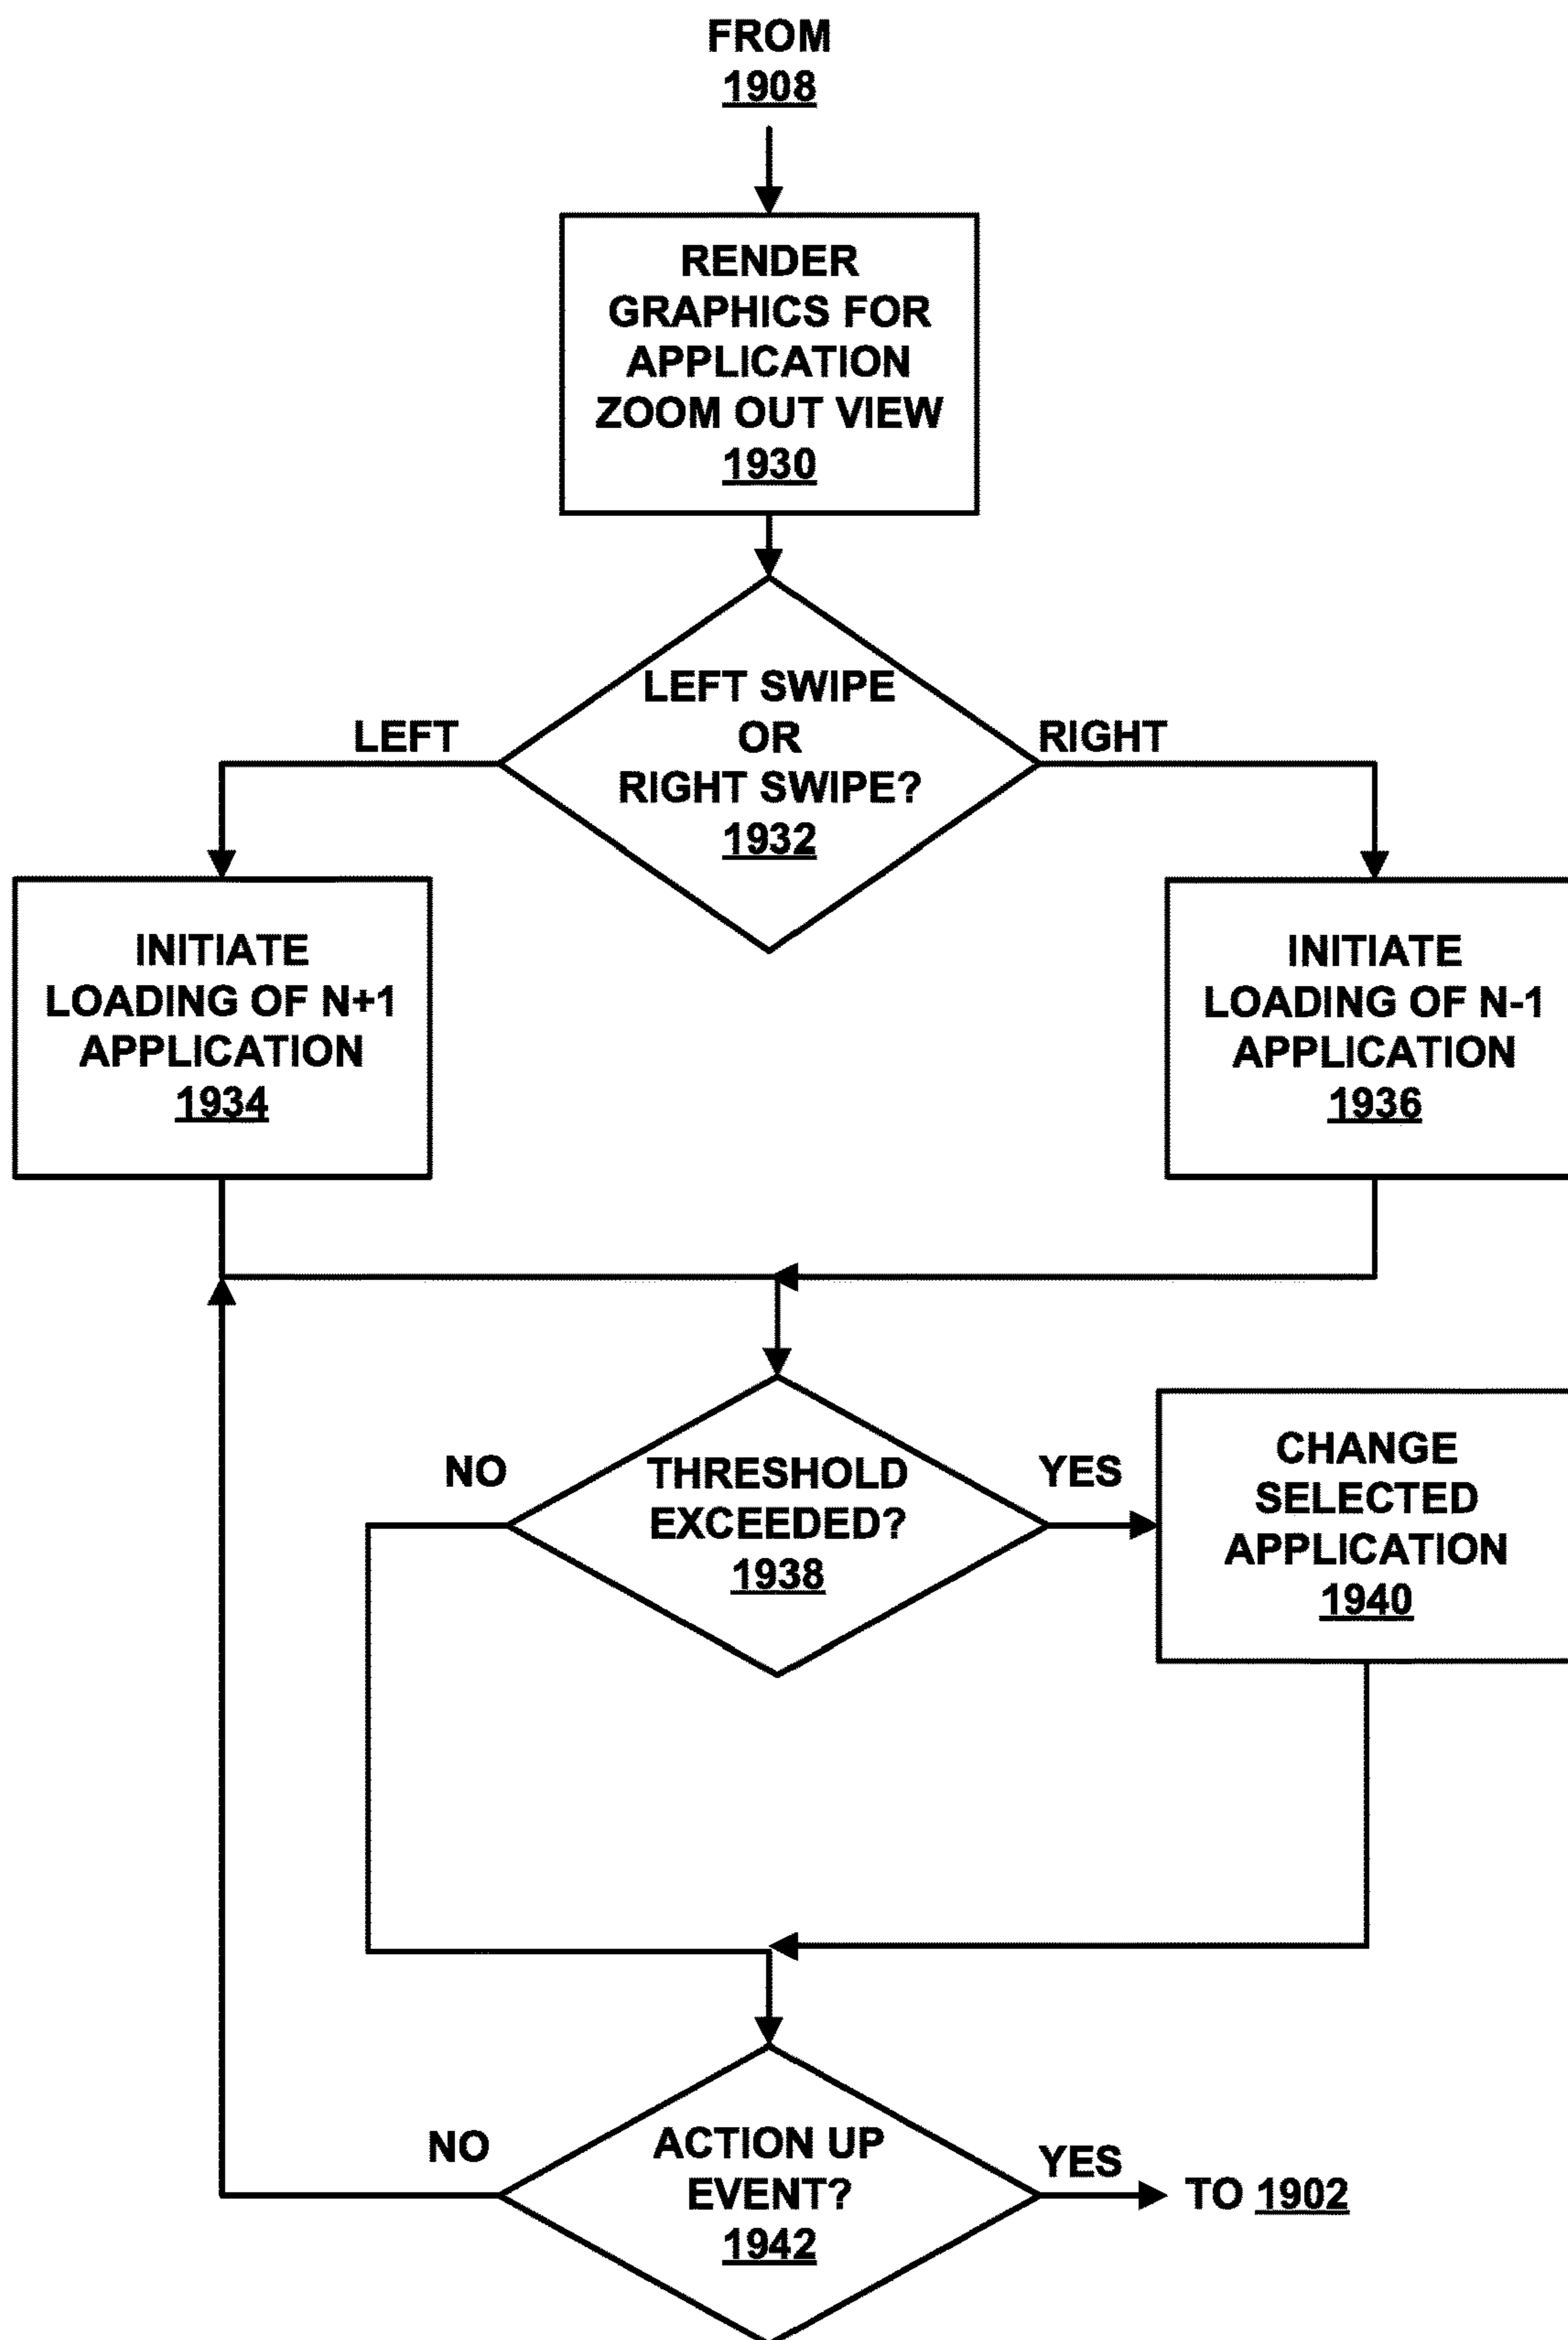 FROM
1908
RENDER
GRAPHICS FOR
APPLICATION
ZOOM OUT VIEW
1930
LEFT SWIPE
OR
RIGHT SWIPE?
1932
LEFT
RIGHT
INITIATE
LOADING OF N+1
APPLICATION
1934
INITIATE
LOADING OF N-1
APPLICATION
1936
THRESHOLD
EXCEEDED?
1938
NO
YES
CHANGE
SELECTED
APPLICATION
1940
ACTION UP
EVENT?
1942
NO
YES
TO 1902